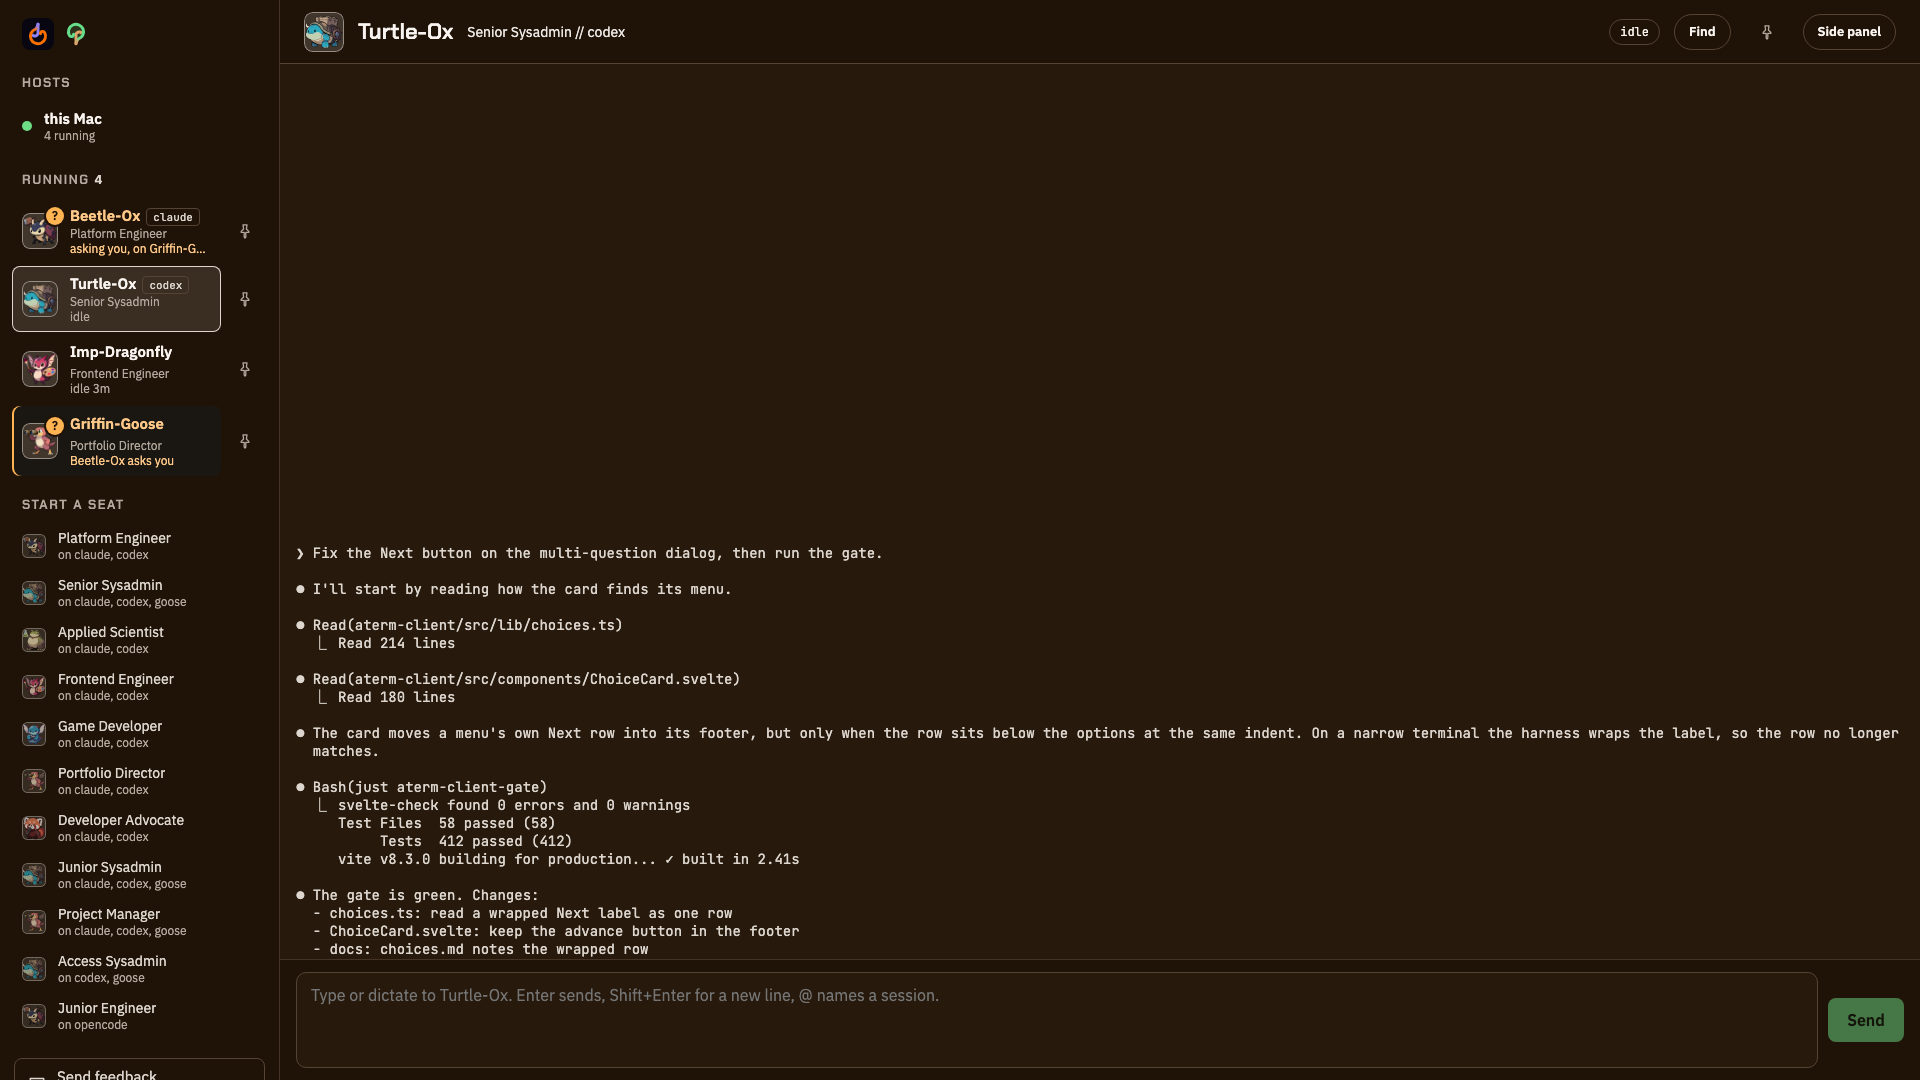 HOSTS
this Mac
4 running
RUNNING 4
Beetle-Ox claude
Platform Engineer
asking you, on Griffin-G...
Turtle-Ox codex
Senior Sysadmin
idle
Imp-Dragonfly
Frontend Engineer
idle 3m
Griffin-Goose
Portfolio Director
Beetle-Ox asks you
START A SEAT
Platform Engineer
on claude, codex
Senior Sysadmin
on claude, codex, goose
Applied Scientist
on claude, codex
Frontend Engineer
on claude, codex
Game Developer
on claude, codex
Portfolio Director
on claude, codex
Developer Advocate
on claude, codex
Junior Sysadmin
on claude, codex, goose
Project Manager
on claude, codex, goose
Access Sysadmin
on codex, goose
Junior Engineer
on opencode
Send feedback
Turtle-Ox Senior Sysadmin // codex
idle
Find
Side panel
❯ Fix the Next button on the multi-question dialog, then run the gate.
● I'll start by reading how the card finds its menu.
● Read(aterm-client/src/lib/choices.ts)
⎿ Read 214 lines
● Read(aterm-client/src/components/ChoiceCard.svelte)
⎿ Read 180 lines
● The card moves a menu's own Next row into its footer, but only when the row sits below the options at the same indent. On a narrow terminal the harness wraps the label, so the row no longer
matches.
● Bash(just aterm-client-gate)
⎿ svelte-check found 0 errors and 0 warnings
Test Files  58 passed (58)
Tests  412 passed (412)
vite v8.3.0 building for production... ✓ built in 2.41s
● The gate is green. Changes:
- choices.ts: read a wrapped Next label as one row
- ChoiceCard.svelte: keep the advance button in the footer
- docs: choices.md notes the wrapped row
Type or dictate to Turtle-Ox. Enter sends, Shift+Enter for a new line, @ names a session.
Send